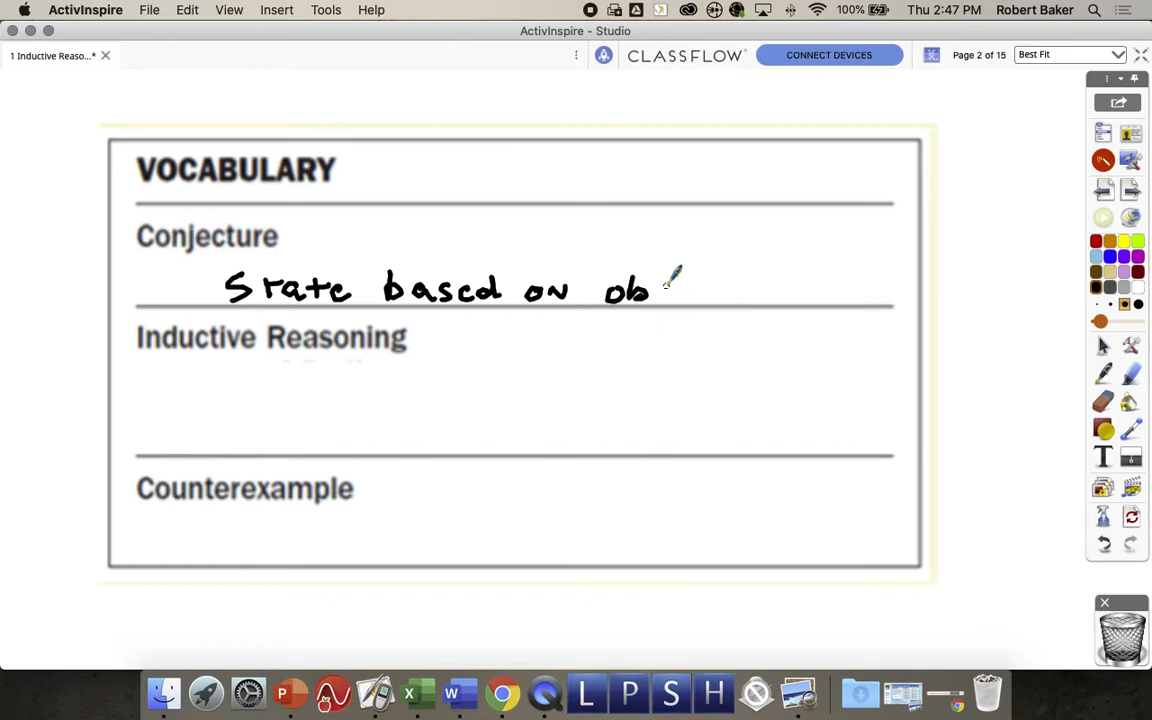 ActivInspire File Edit View Insert Tools Help 100% Thu 2:47 PM Robert Baker
ActivInspire - Studio
1 Inductive Reaso...* CLASSFLOW CONNECT DEVICES Page 2 of 15 Best Fit
VOCABULARY
Conjecture
State based on ob
Inductive Reasoning
Counterexample
T
X
X W L P S H